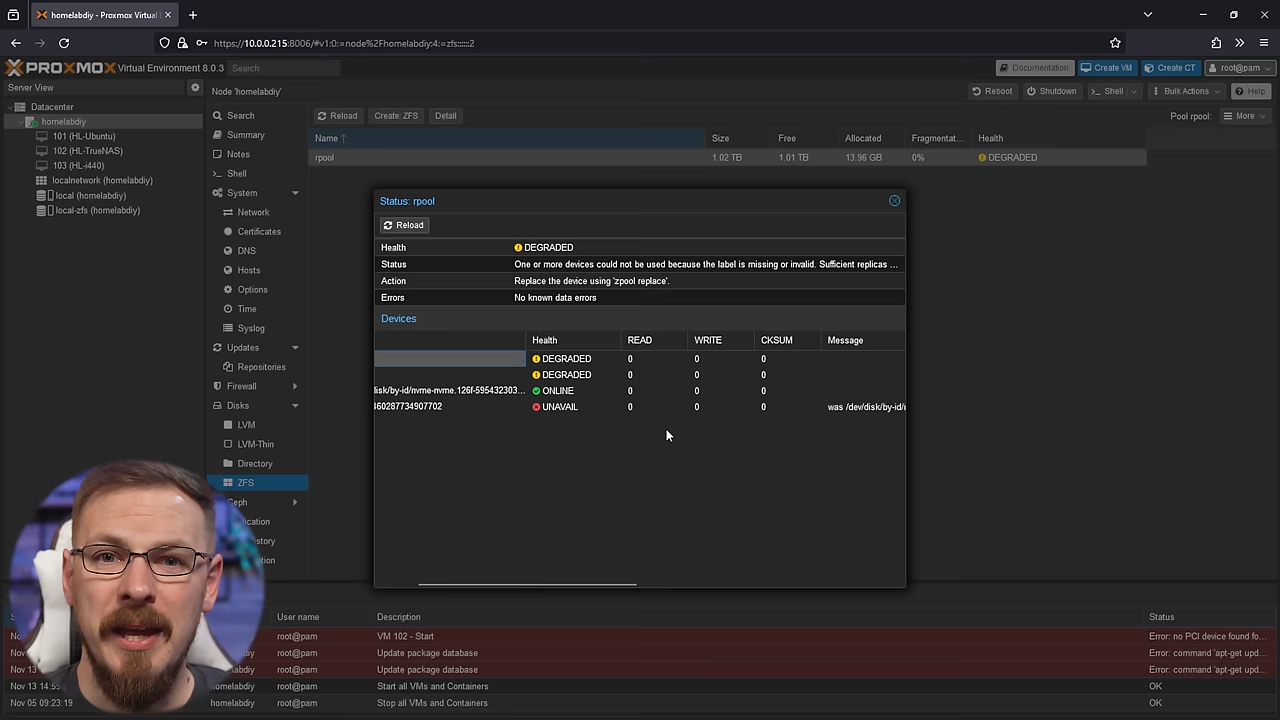 homelabdiy - Proxmox Virtual
https://10.0.0.215:8006/#v1:0:=node%2Fhomelabdiy:4:=zfs::::::2
PROXMOX Virtual Environment 8.0.3 Search Documentation Create VM Create CT root@pam
Server View Node 'homelabdiy' Reboot Shutdown Shell Bulk Actions Help
Datacenter
homelabdiy
101 (HL-Ubuntu)
102 (HL-TrueNAS)
103 (HL-i440)
localnetwork (homelabdiy)
local (homelabdiy)
local-zfs (homelabdiy)
Search
Summary
Notes
Shell
System
Network
Certificates
DNS
Hosts
Options
Time
Syslog
Updates
Repositories
Firewall
Disks
LVM
LVM-Thin
Directory
ZFS
Ceph
Reload Create: ZFS Detail Pool rpool: More
Name Size Free Allocated Fragmentat... Health
rpool 1.02 TB 1.01 TB 13.96 GB 0% DEGRADED
Status: rpool
Reload
Health DEGRADED
Status One or more devices could not be used because the label is missing or invalid. Sufficient replicas ...
Action Replace the device using 'zpool replace'.
Errors No known data errors
Devices
Health READ WRITE CKSUM Message
DEGRADED 0 0 0
DEGRADED 0 0 0
disk/by-id/nvme-nvme.126f-595432303... ONLINE 0 0 0
460287734907702 UNAVAIL 0 0 0 was /dev/disk/by-id/
User name Description Status
root@pam VM 102 - Start Error: no PCI device found fo...
Nov 13 homelabdiy root@pam Update package database Error: command 'apt-get upd...
Nov 13 homelabdiy root@pam Update package database Error: command 'apt-get upd...
Nov 13 14:55 homelabdiy root@pam Start all VMs and Containers OK
Nov 05 09:23:19 homelabdiy root@pam Stop all VMs and Containers OK